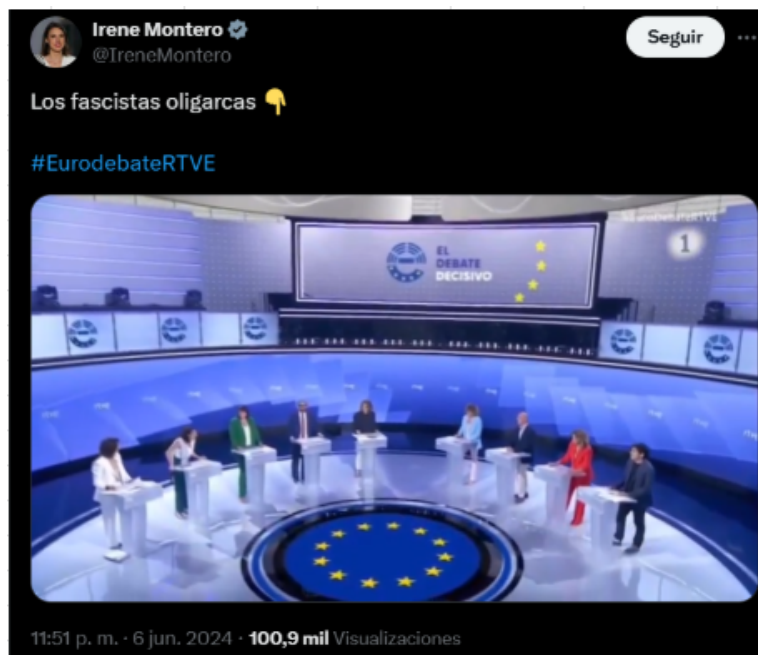 Irene Montero
@IreneMontero
Seguir
Los fascistas oligarcas
#EurodebateRTVE
#EuroDebateRTVE
1
EL
DEBATE
DECISIVO
11:51 p. m. · 6 jun. 2024 · 100,9 mil Visualizaciones